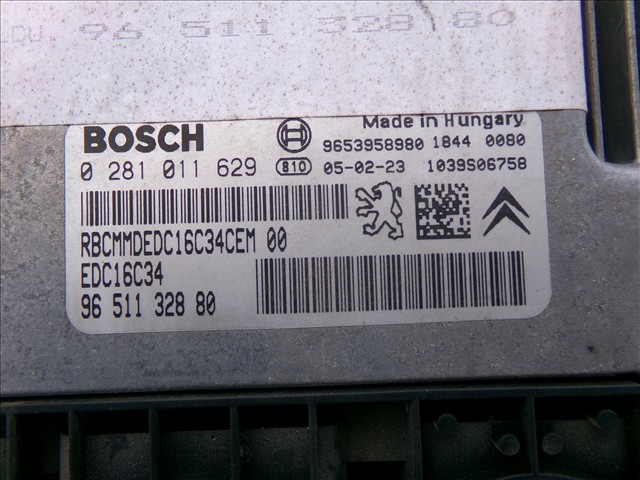 96 511 328 80
BOSCH
Made in Hungary
9653958980 1844 0080
0 281 011 629 810 05-02-23 1039S06758
RBCMMDEDC16C34CEM 00
EDC16C34
96 511 328 80